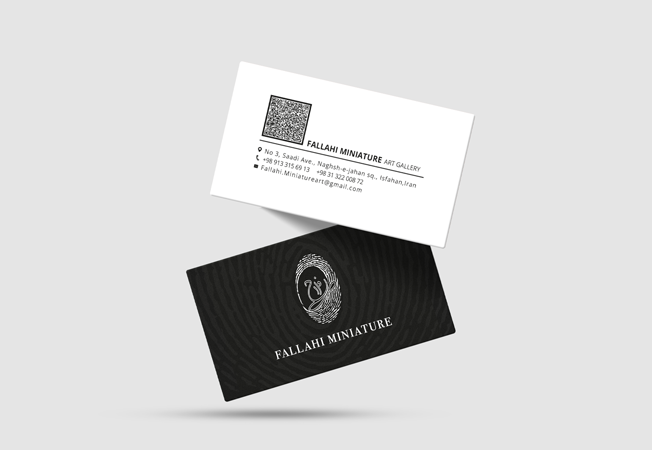 FALLAHI MINIATURE ART GALLERY
No 3, Saadi Ave., Naghsh-e-jahan sq., Isfahan,Iran
+98 913 315 69 13 +98 31 322 008 72
Fallahi.Miniatureart@gmail.com
FALLAHI MINIATURE